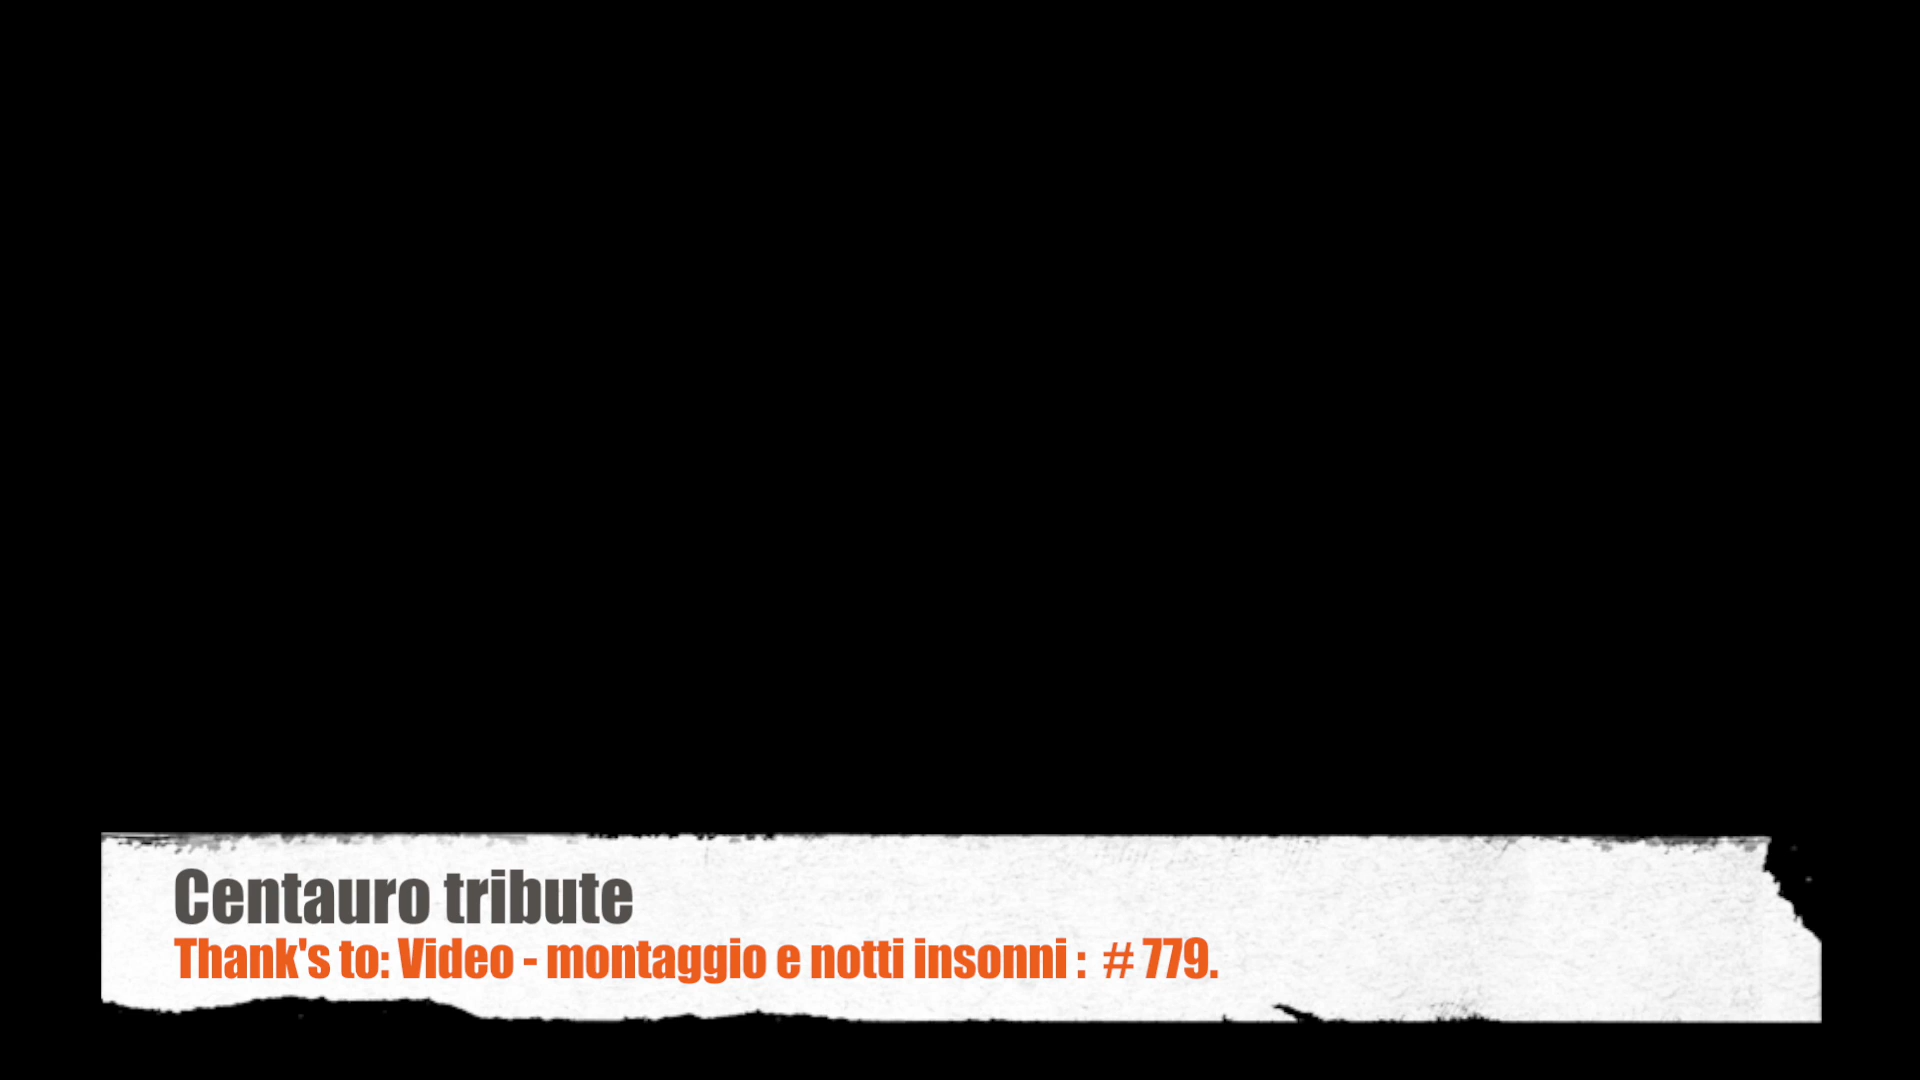 Centauro tribute
Thank's to: Video - montaggio e notti insonni :  # 779.